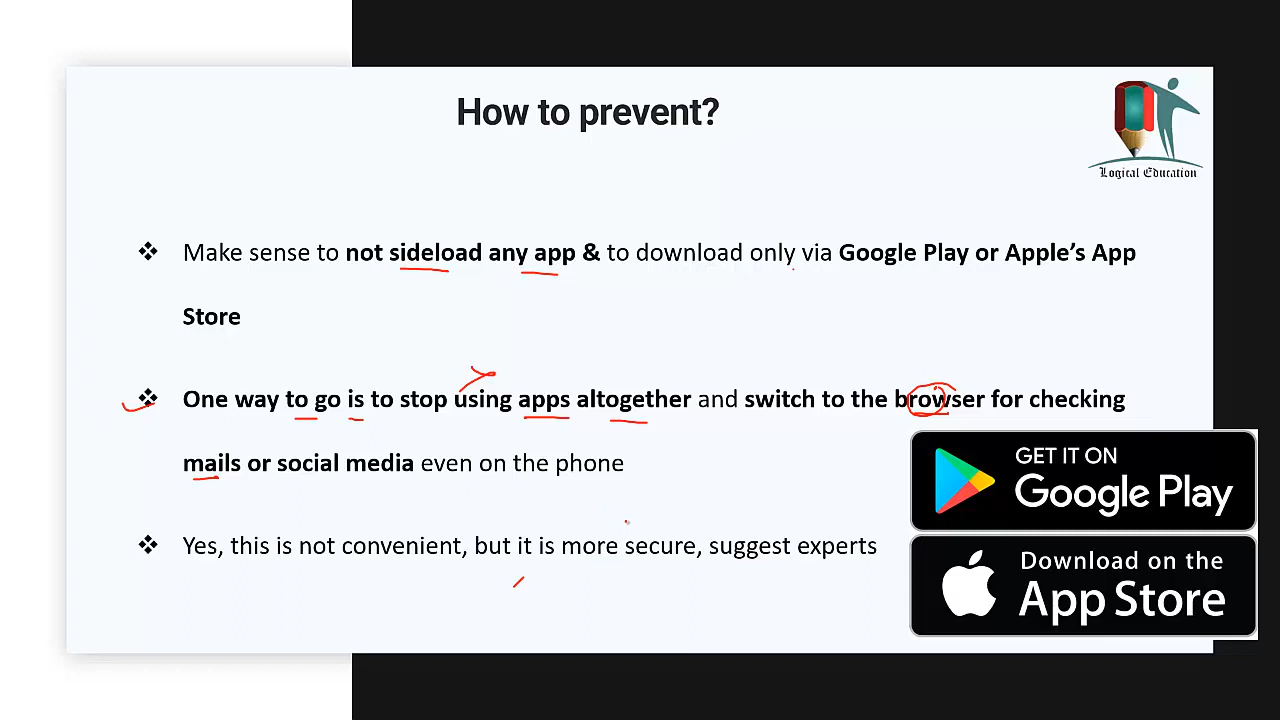 How to prevent?
Logical Education
❖ Make sense to not sideload any app & to download only via Google Play or Apple’s App
Store
❖ One way to go is to stop using apps altogether and switch to the browser for checking
mails or social media even on the phone
GET IT ON
Google Play
❖ Yes, this is not convenient, but it is more secure, suggest experts
Download on the
App Store